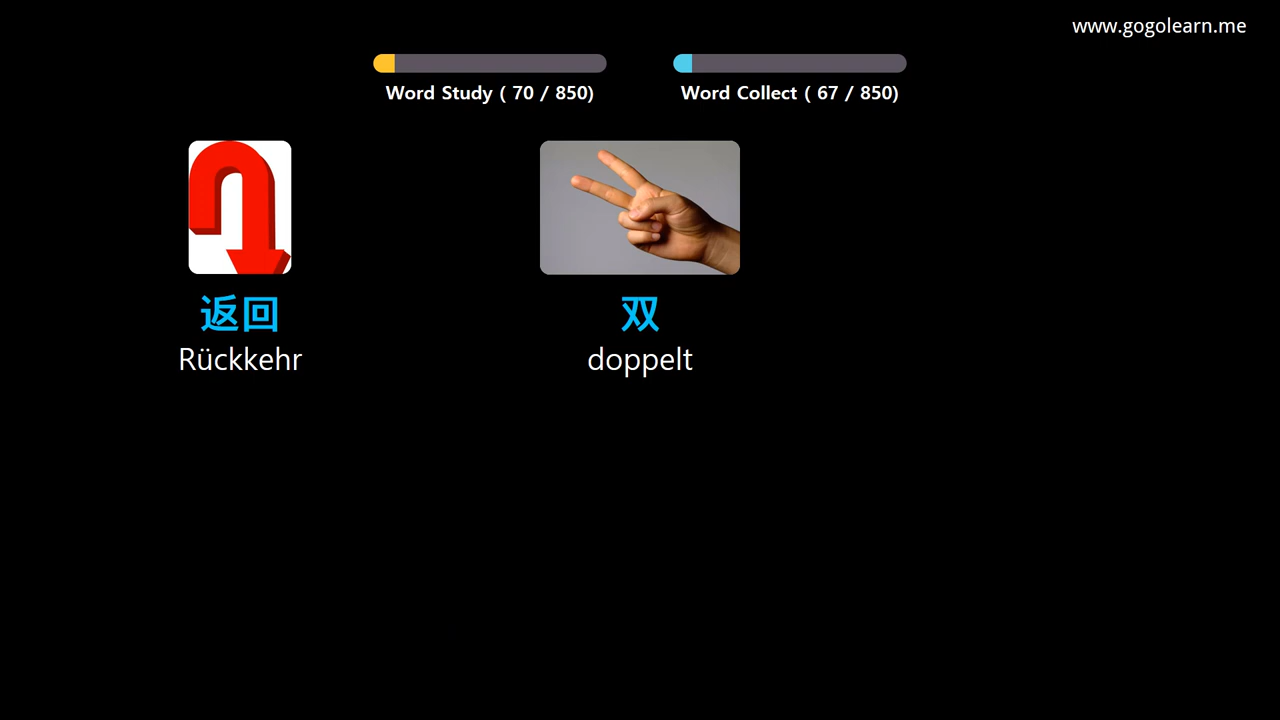 www.gogolearn.me
Word Study ( 70 / 850)
Word Collect ( 67 / 850)
返回
Rückkehr
双
doppelt